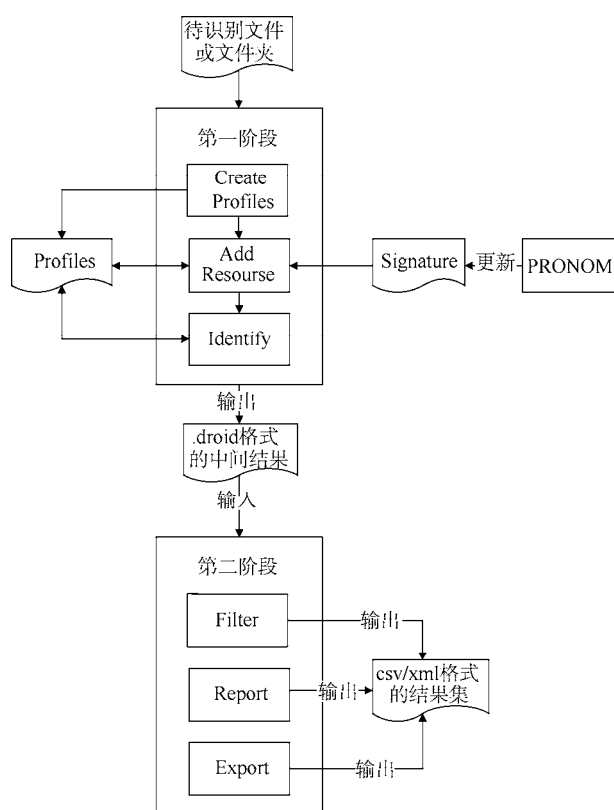 待识别文件
或文件夹
第一阶段
Create
Profiles
Profiles
Add
Resourse
Signature
更新
PRONOM
Identify
输出
.droid格式
的中间结果
输入
第二阶段
Filter
输出
Report
输出
csv/xml格式
的结果集
Export
输出